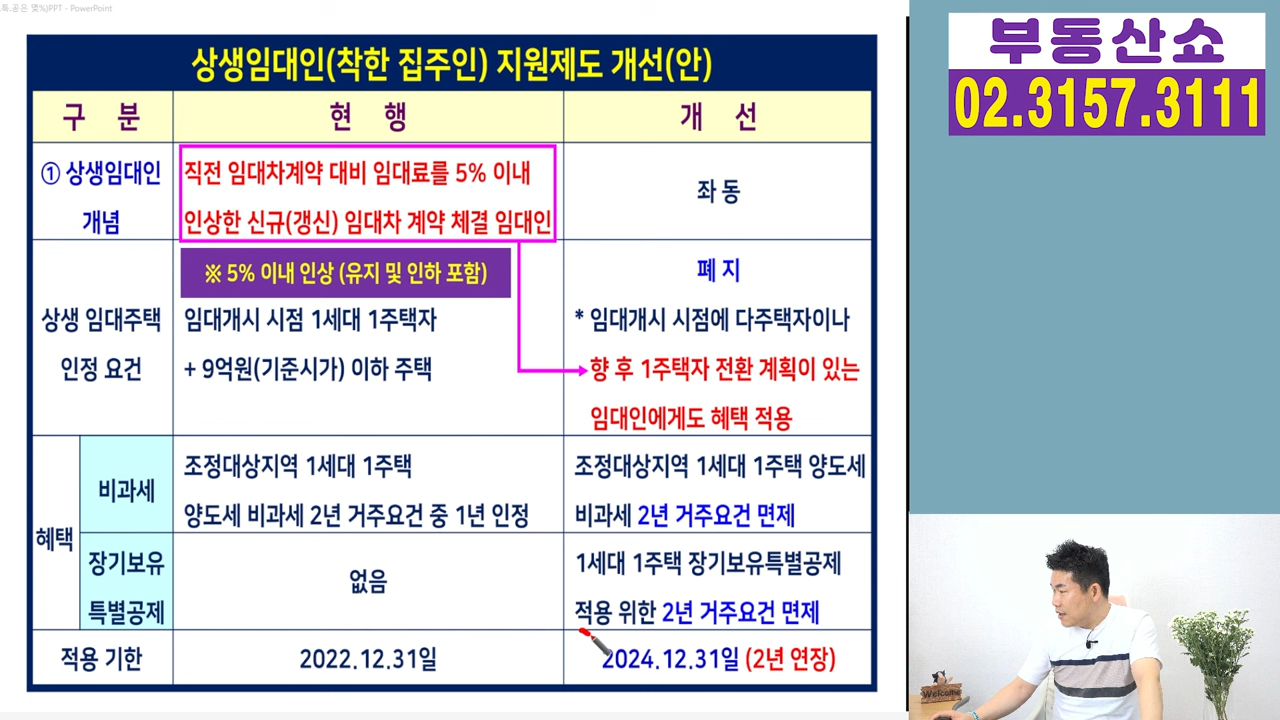 특.공은 몇%)PPT - PowerPoint
상생임대인(착한 집주인) 지원제도 개선(안)
구 분
현 행
개 선
① 상생임대인
개념
직전 임대차계약 대비 임대료를 5% 이내
인상한 신규(갱신) 임대차 계약 체결 임대인
좌 동
상생 임대주택
인정 요건
※ 5% 이내 인상 (유지 및 인하 포함)
임대개시 시점 1세대 1주택자
+ 9억원(기준시가) 이하 주택
폐 지
* 임대개시 시점에 다주택자이나
향 후 1주택자 전환 계획이 있는
임대인에게도 혜택 적용
혜택
비과세
조정대상지역 1세대 1주택
양도세 비과세 2년 거주요건 중 1년 인정
조정대상지역 1세대 1주택 양도세
비과세 2년 거주요건 면제
장기보유
특별공제
없음
1세대 1주택 장기보유특별공제
적용 위한 2년 거주요건 면제
적용 기한
2022.12.31일
2024.12.31일 (2년 연장)
부동산쇼
02.3157.3111
Welcome